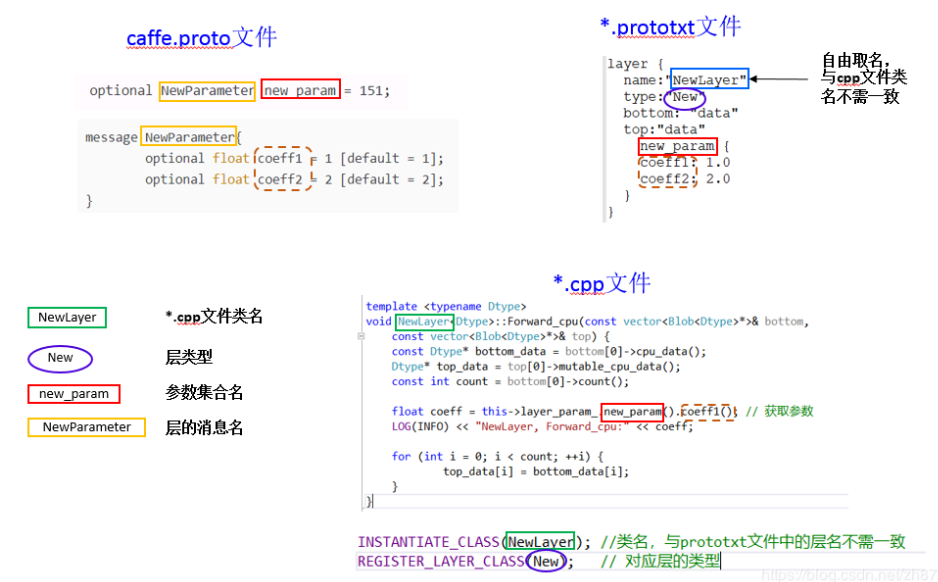 caffe.proto文件
optional NewParameter new_param = 151;
message NewParameter{
optional float coeff1 = 1 [default = 1];
optional float coeff2 = 2 [default = 2];
}
*.prototxt文件
layer {
name:"NewLayer"
type:"New"
bottom: "data"
top:"data"
new_param {
coeff1: 1.0
coeff2: 2.0
}
}
自由取名,
与cpp文件类
名不需一致
NewLayer *.cpp文件类名
New 层类型
new_param 参数集合名
NewParameter 层的消息名
*.cpp文件
template <typename Dtype>
void NewLayer<Dtype>::Forward_cpu(const vector<Blob<Dtype>*>& bottom,
const vector<Blob<Dtype>*>& top) {
const Dtype* bottom_data = bottom[0]->cpu_data();
Dtype* top_data = top[0]->mutable_cpu_data();
const int count = bottom[0]->count();
float coeff = this->layer_param_.new_param().coeff1(); // 获取参数
LOG(INFO) << "NewLayer, Forward_cpu:" << coeff;
for (int i = 0; i < count; ++i) {
top_data[i] = bottom_data[i];
}
}
INSTANTIATE_CLASS(NewLayer); //类名，与prototxt文件中的层名不需一致
REGISTER_LAYER_CLASS(New); // 对应层的类型
https://blog.csdn.net/zh87